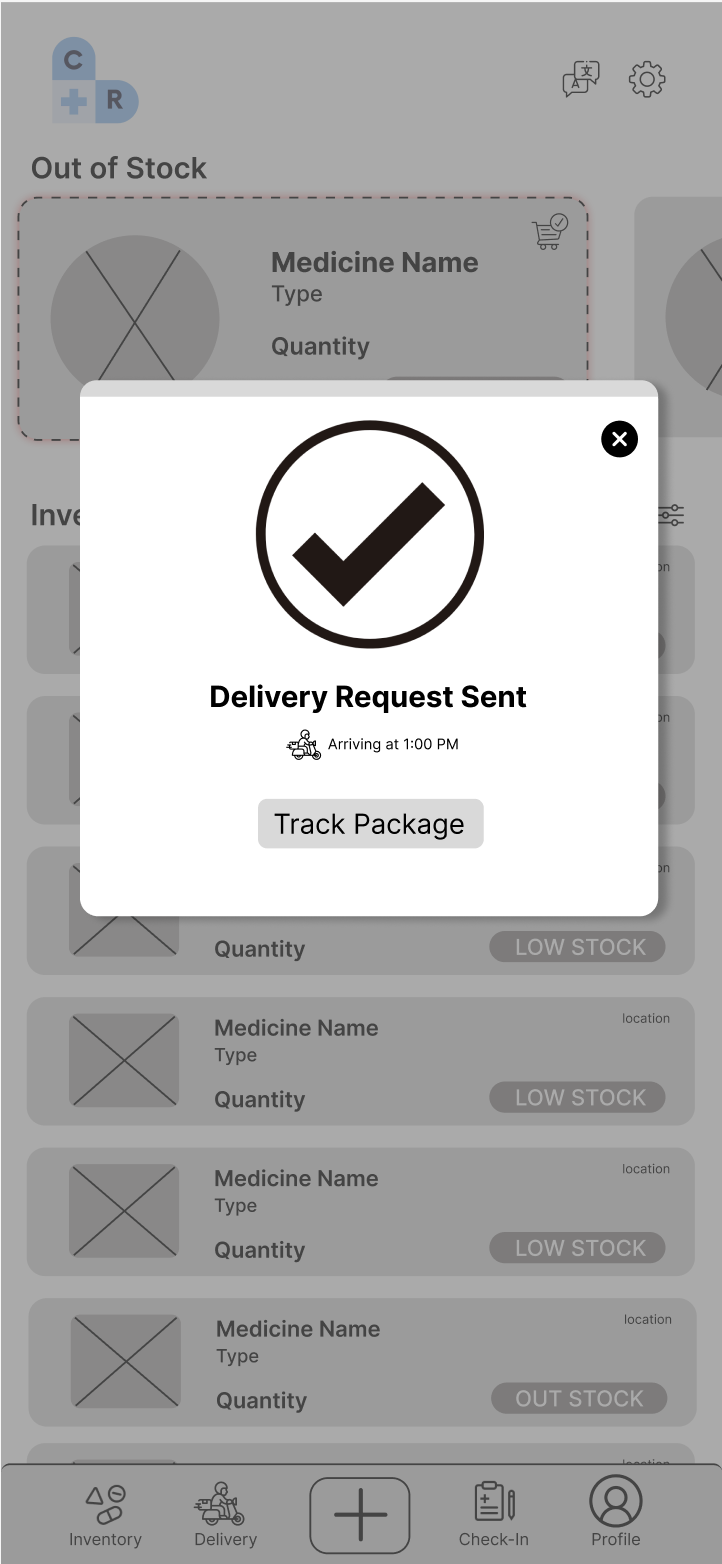 C
R
文
A
Out of Stock
Medicine Name
Type
Quantity
Delivery Request Sent
Arriving at 1:00 PM
Track Package
Quantity
LOW STOCK
Medicine Name
location
Type
Quantity
LOW STOCK
Medicine Name
location
Type
Quantity
LOW STOCK
Medicine Name
location
Type
Quantity
OUT STOCK
Inventory
Delivery
Check-In
Profile